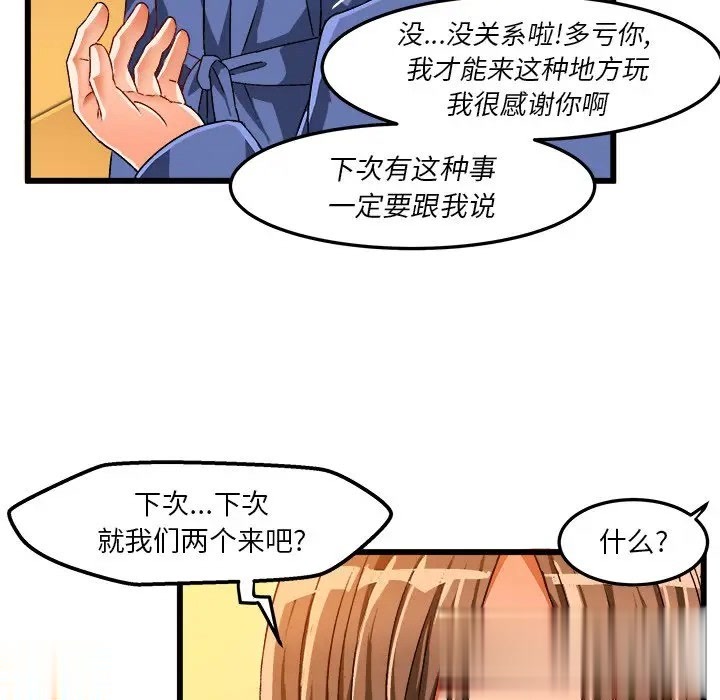 没...没关系啦!多亏你,
我才能来这种地方玩
我很感谢你啊
下次有这种事
一定要跟我说
下次...下次
就我们两个来吧?
什么?